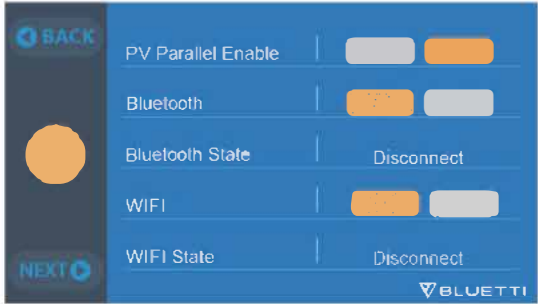 BACK
PV Parallel Enable
Bluetooth
Bluetooth State
Disconnect
WIFI
WIFI State
Disconnect
NEXT
BLUETTI